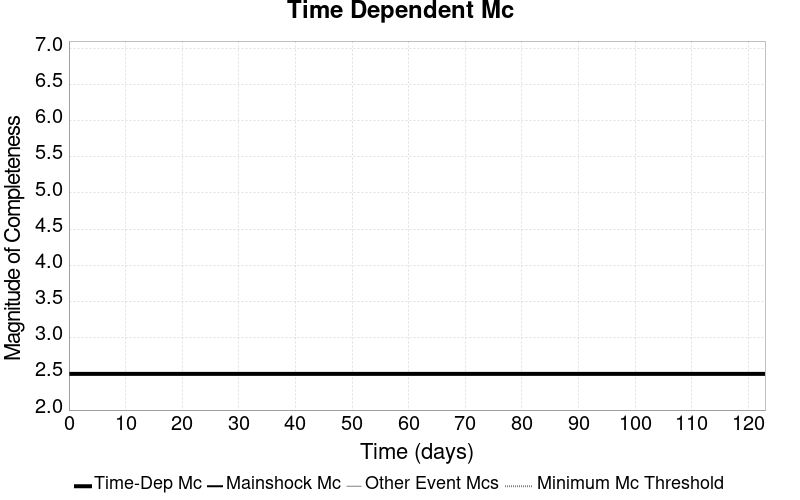 Time Dependent Mc
Magnitude of Completeness
7.0
6.5
6.0
5.5
5.0
4.5
4.0
3.5
3.0
2.5
2.0
0 10 20 30 40 50 60 70 80 90 100 110 120
Time (days)
Time-Dep Mc Mainshock Mc Other Event Mcs Minimum Mc Threshold